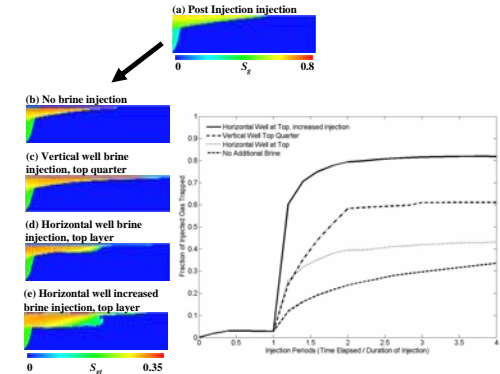 (a) Post Injection injection
0
Sg
0.8
(b) No brine injection
(c) Vertical well brine
injection, top quarter
(d) Horizontal well brine
injection, top layer
(e) Horizontal well increased
brine injection, top layer
0
Sgt
0.35
Horizontal Well at Top, increased injection
Vertical Well Top Quarter
Horizontal Well at Top
No Additional Brine
Fraction of Injected Gas Trapped
1
0.9
0.8
0.7
0.6
0.5
0.4
0.3
0.2
0.1
0
0
0.5
1
1.5
2
2.5
3
3.5
4
Injection Periods (Time Elapsed / Duration of Injection)